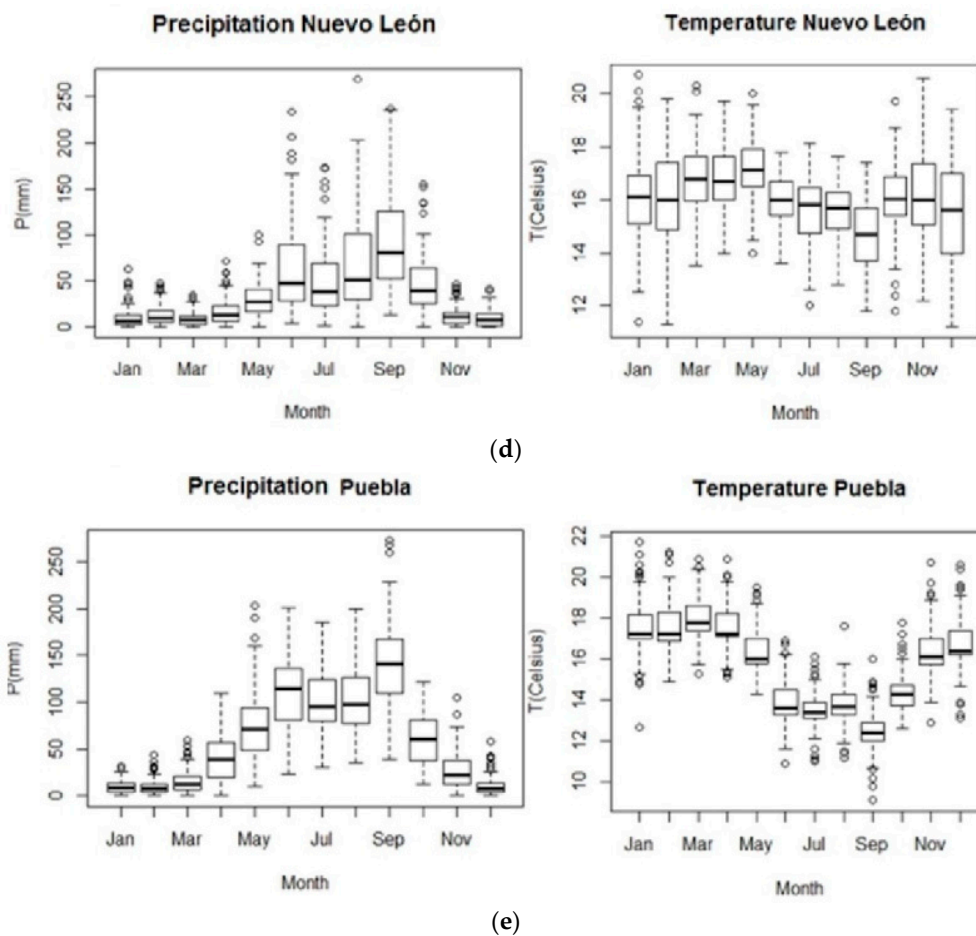 Precipitation Nuevo León
Temperature Nuevo León
P(mm)
0 50 100 150 200 250
Jan Mar May Jul Sep Nov
Month
T(Celsius)
12 14 16 18 20
Jan Mar May Jul Sep Nov
Month
(d)
Precipitation Puebla
Temperature Puebla
P(mm)
0 50 100 150 200 250
Jan Mar May Jul Sep Nov
Month
T(Celsius)
10 12 14 16 18 20 22
Jan Mar May Jul Sep Nov
Month
(e)